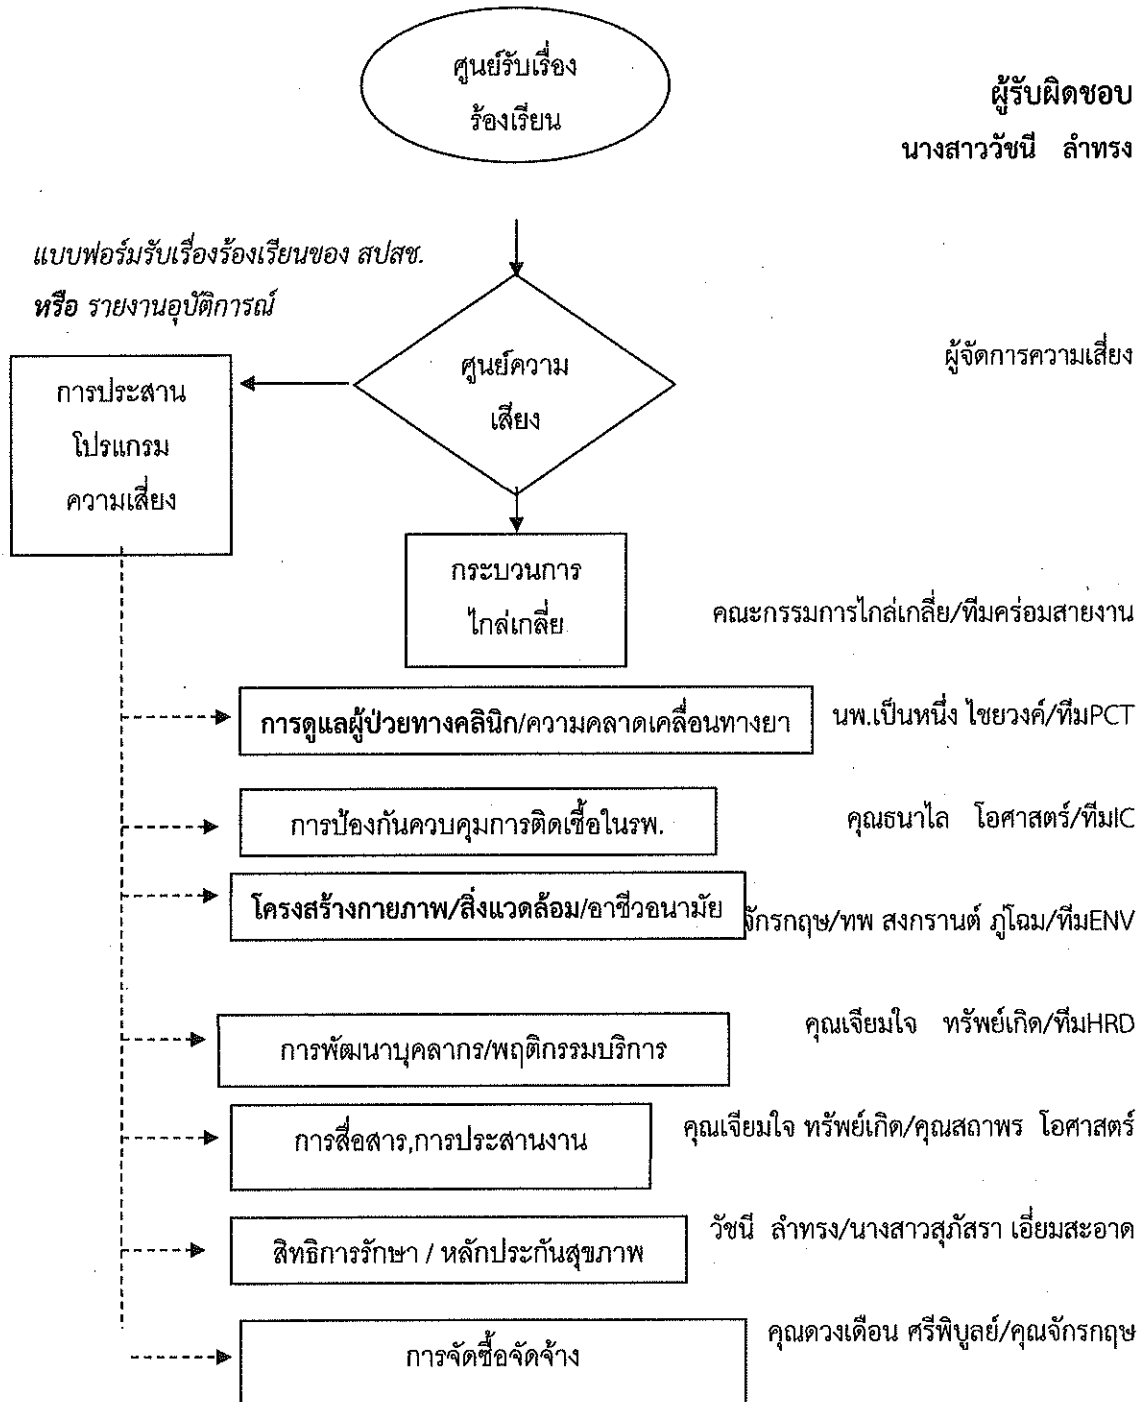 ศูนย์รับเรื่อง
ร้องเรียน
ผู้รับผิดชอบ
นางสาววัชนี ลำทรง
แบบฟอร์มรับเรื่องร้องเรียนของ สปสช.
หรือ รายงานอุบัติการณ์
ศูนย์ความ
เสี่ยง
ผู้จัดการความเสี่ยง
การประสาน
โปรแกรม
ความเสี่ยง
กระบวนการ
ไกล่เกลี่ย
คณะกรรมการไกล่เกลี่ย/ทีมคร่อมสายงาน
การดูแลผู้ป่วยทางคลินิก/ความคลาดเคลื่อนทางยา
นพ.เป็นหนึ่ง ไชยวงค์/ทีมPCT
การป้องกันควบคุมการติดเชื้อในรพ.
คุณธนาไล โอศาสตร์/ทีมIC
โครงสร้างกายภาพ/สิ่งแวดล้อม/อาชีวอนามัย
จักรกฤษ/ทพ สงกรานต์ ภู่โฉม/ทีมENV
การพัฒนาบุคลากร/พฤติกรรมบริการ
คุณเจียมใจ ทรัพย์เกิด/ทีมHRD
การสื่อสาร,การประสานงาน
คุณเจียมใจ ทรัพย์เกิด/คุณสถาพร โอศาสตร์
สิทธิการรักษา / หลักประกันสุขภาพ
วัชนี ลำทรง/นางสาวสุภัสรา เอี่ยมสะอาด
การจัดซื้อจัดจ้าง
คุณดวงเดือน ศรีพิบูลย์/คุณจักรกฤษ